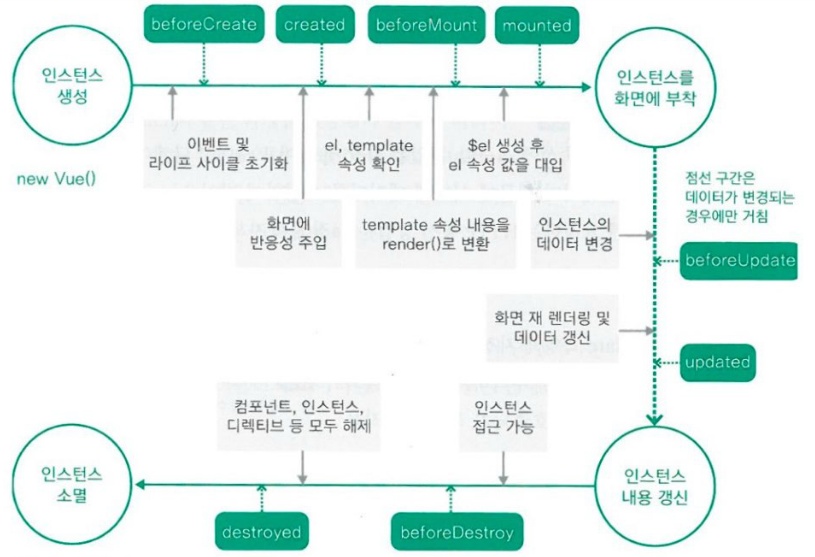 beforeCreate
created
beforeMount
mounted
인스턴스
생성
인스턴스를
화면에 부착
이벤트 및
라이프 사이클 초기화
el, template
속성 확인
$el 생성 후
el 속성 값을 대입
new Vue()
점선 구간은
데이터가 변경되는
경우에만 거침
화면에
반응성 주입
template 속성 내용을
render()로 변환
인스턴스의
데이터 변경
beforeUpdate
화면 재 렌더링 및
데이터 갱신
updated
컴포넌트, 인스턴스,
디렉티브 등 모두 해제
인스턴스
접근 가능
인스턴스
소멸
인스턴스
내용 갱신
destroyed
beforeDestroy